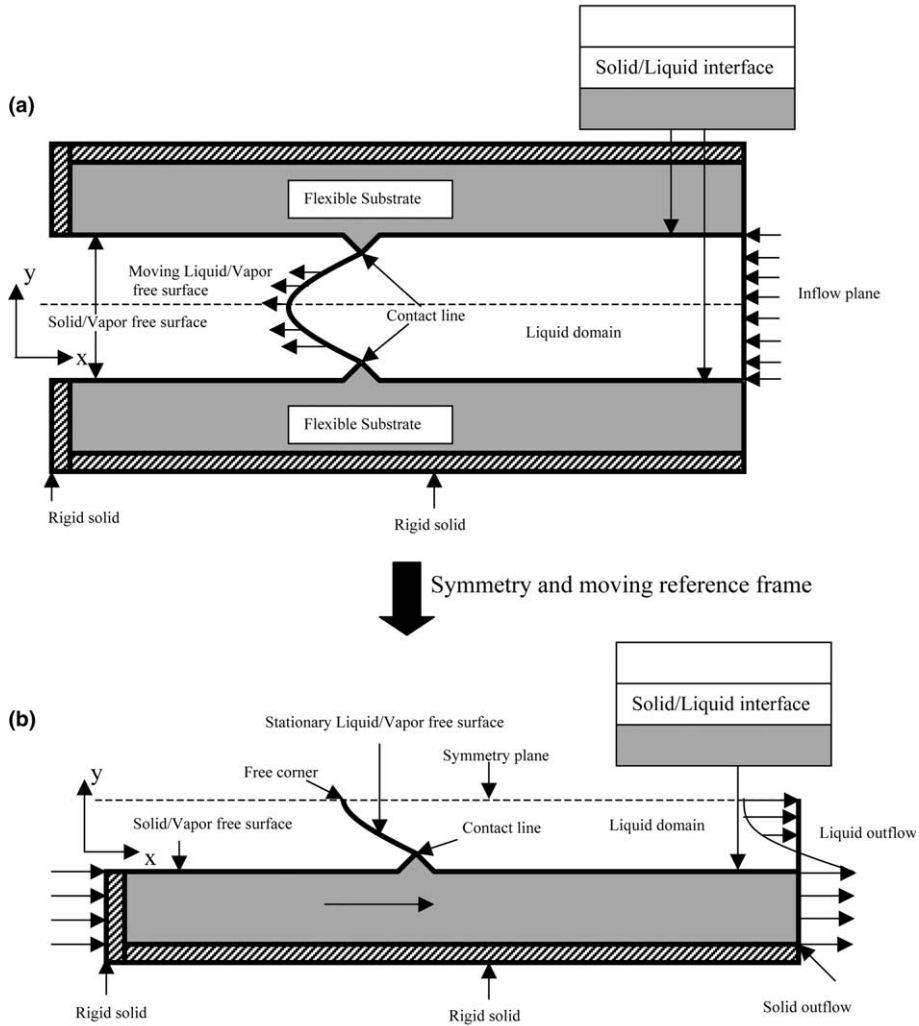 Solid/Liquid interface
(a)
Flexible Substrate
y
Moving Liquid/Vapor
free surface
Inflow plane
Solid/Vapor free surface
Contact line
Liquid domain
x
Flexible Substrate
Rigid solid
Rigid solid
Symmetry and moving reference frame
(b)
Solid/Liquid interface
Stationary Liquid/Vapor free surface
Symmetry plane
Free corner
y
Solid/Vapor free surface
Contact line
Liquid domain
Liquid outflow
x
Rigid solid
Rigid solid
Solid outflow